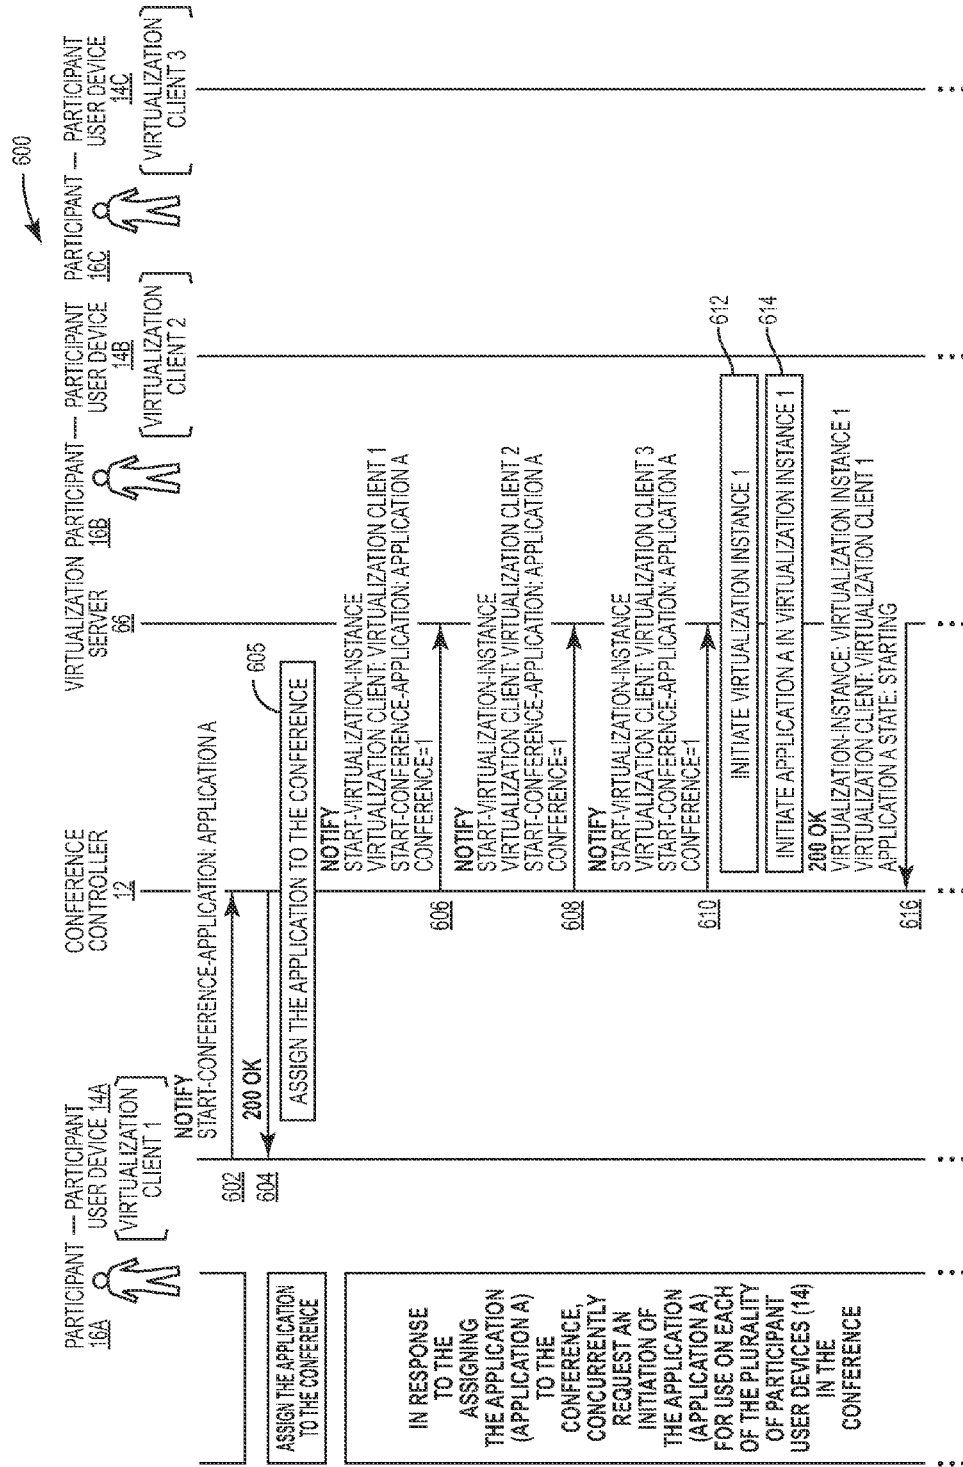 600
PARTICIPANT — PARTICIPANT
16A
USER DEVICE 14A
VIRTUALIZATION
CLIENT 1
CONFERENCE
CONTROLLER
12
VIRTUALIZATION
SERVER
66
PARTICIPANT — PARTICIPANT
16B
USER DEVICE
14B
VIRTUALIZATION
CLIENT 2
PARTICIPANT — PARTICIPANT
16C
USER DEVICE
14C
VIRTUALIZATION
CLIENT 3
NOTIFY
START-CONFERENCE-APPLICATION: APPLICATION A
602
200 OK
604
ASSIGN THE APPLICATION
TO THE CONFERENCE
ASSIGN THE APPLICATION TO THE CONFERENCE
605
IN RESPONSE
TO THE
ASSIGNING
THE APPLICATION
(APPLICATION A)
TO THE
CONFERENCE,
CONCURRENTLY
REQUEST AN
INITIATION OF
THE APPLICATION
(APPLICATION A)
FOR USE ON EACH
OF THE PLURALITY
OF PARTICIPANT
USER DEVICES (14)
IN THE
CONFERENCE
NOTIFY
START-VIRTUALIZATION-INSTANCE
VIRTUALIZATION CLIENT: VIRTUALIZATION CLIENT 1
START-CONFERENCE-APPLICATION: APPLICATION A
CONFERENCE=1
606
NOTIFY
START-VIRTUALIZATION-INSTANCE
VIRTUALIZATION CLIENT: VIRTUALIZATION CLIENT 2
START-CONFERENCE-APPLICATION: APPLICATION A
CONFERENCE=1
608
NOTIFY
START-VIRTUALIZATION-INSTANCE
VIRTUALIZATION CLIENT: VIRTUALIZATION CLIENT 3
START-CONFERENCE-APPLICATION: APPLICATION A
CONFERENCE=1
610
INITIATE VIRTUALIZATION INSTANCE 1
612
INITIATE APPLICATION A IN VIRTUALIZATION INSTANCE 1
614
200 OK
VIRTUALIZATION-INSTANCE: VIRTUALIZATION INSTANCE 1
VIRTUALIZATION CLIENT: VIRTUALIZATION CLIENT 1
APPLICATION A STATE: STARTING
616